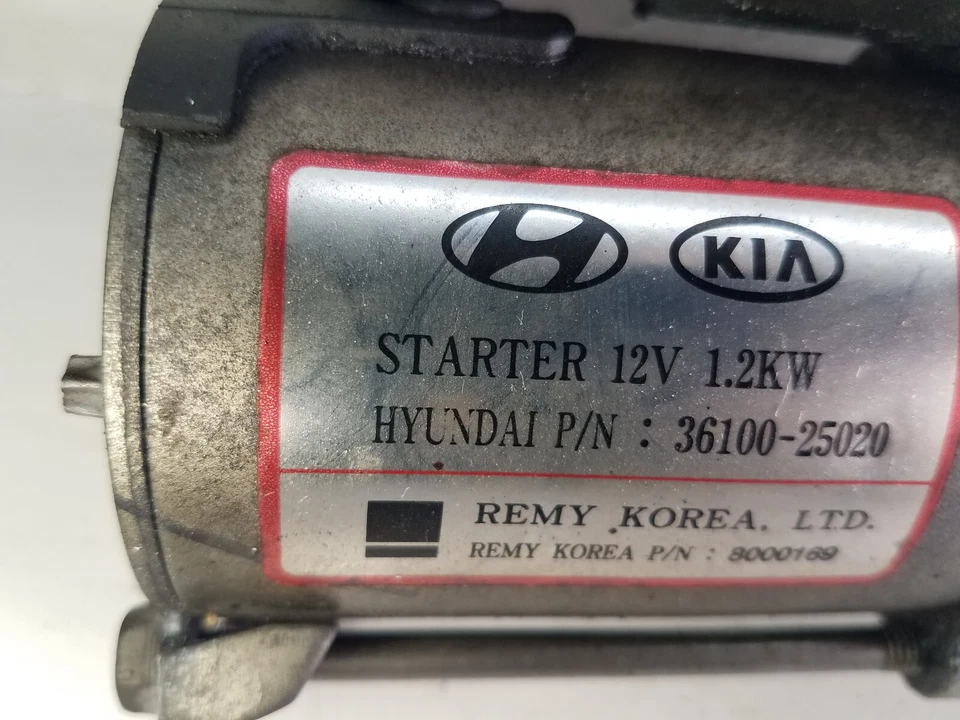 KIA
STARTER 12V 1.2KW
HYUNDAI P/N : 36100-25020
REMY KOREA. LTD.
REMY KOREA P/N : 8000169